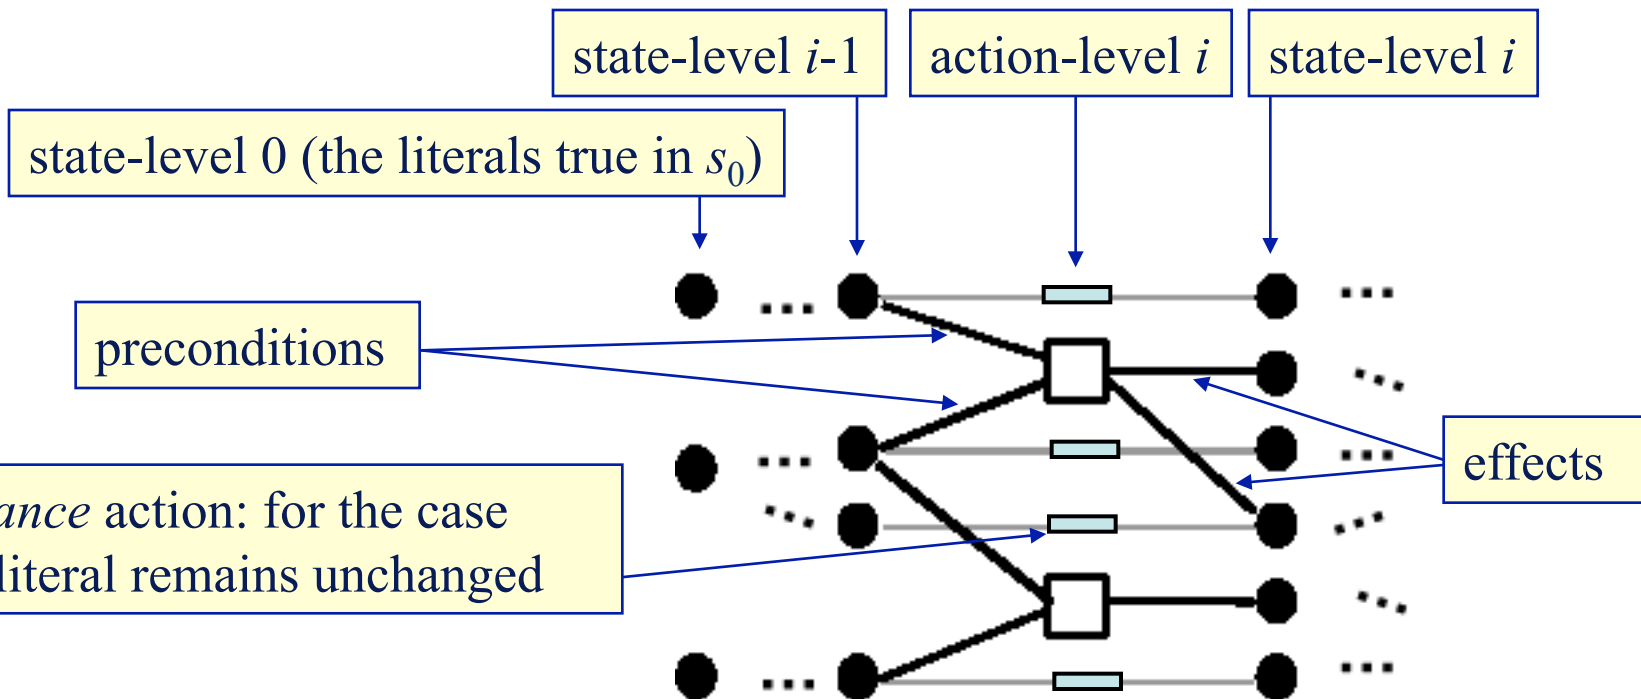 state-level i-1
action-level i
state-level i
state-level 0 (the literals true in s₀)
preconditions
effects
ance action: for the case
literal remains unchanged